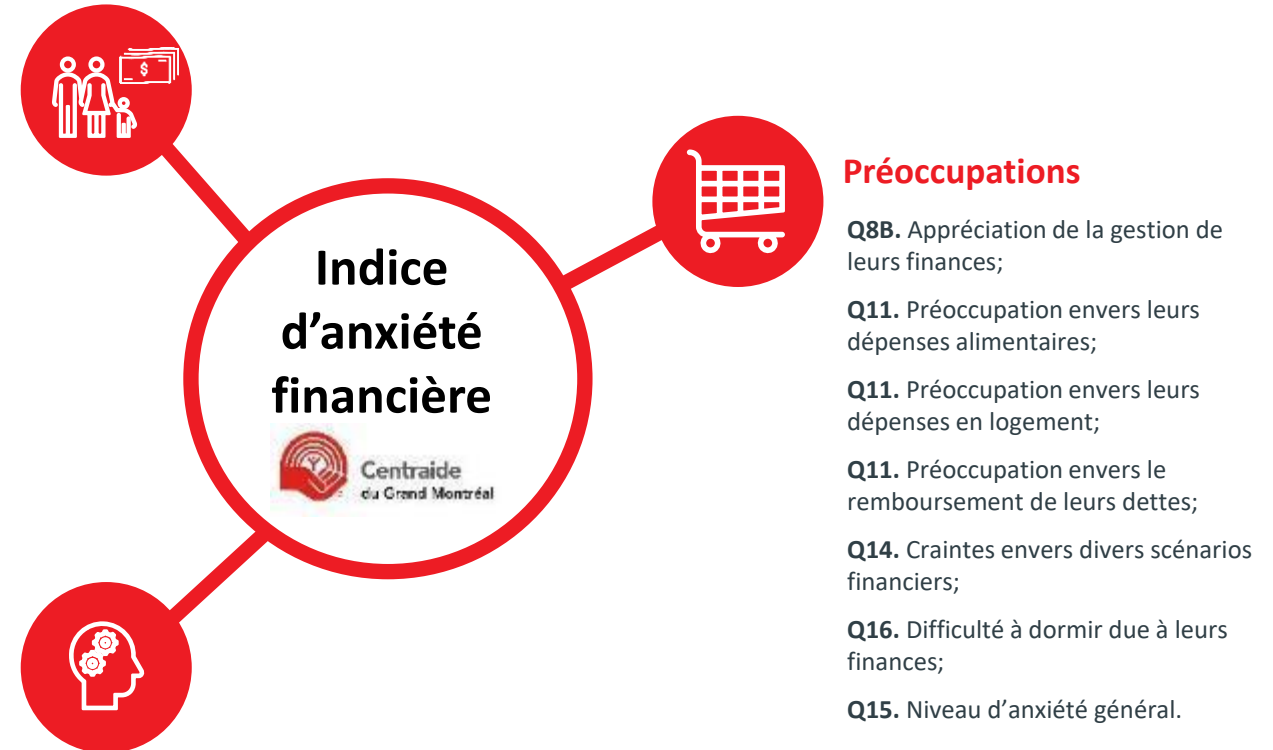 $
Indice
d'anxiété
financière
Centraide
du Grand Montréal
Préoccupations
Q8B. Appréciation de la gestion de
leurs finances;
Q11. Préoccupation envers leurs
dépenses alimentaires;
Q11. Préoccupation envers leurs
dépenses en logement;
Q11. Préoccupation envers le
remboursement de leurs dettes;
Q14. Craintes envers divers scénarios
financiers;
Q16. Difficulté à dormir due à leurs
finances;
Q15. Niveau d'anxiété général.